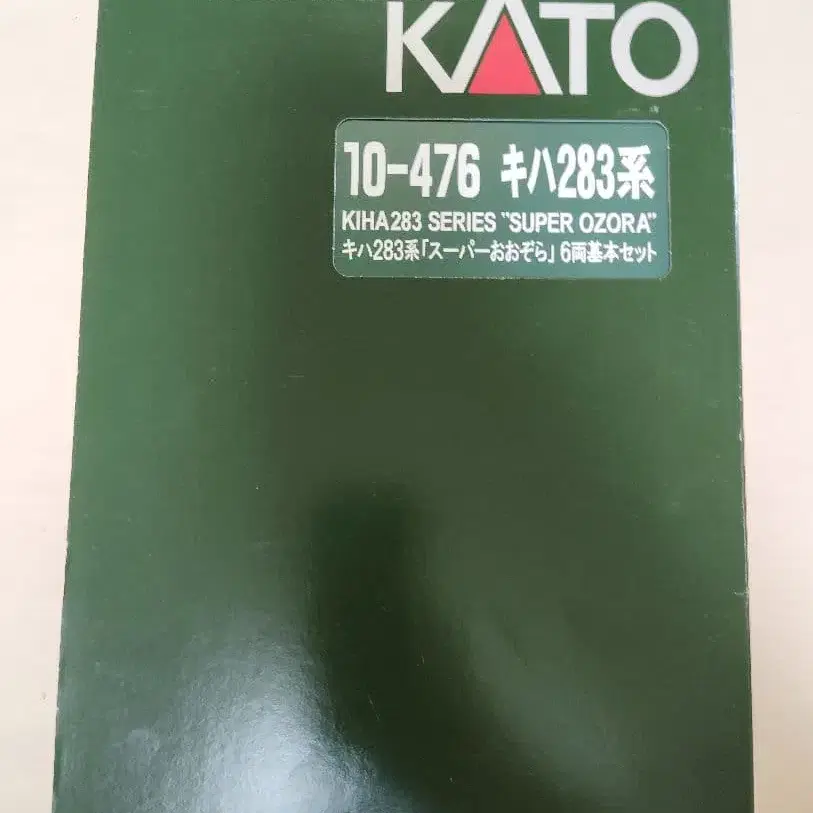 KATO
10-476 キハ283系
KIHA283 SERIES "SUPER OZORA"
キハ283系「スーパーおおぞら」6両基本セット